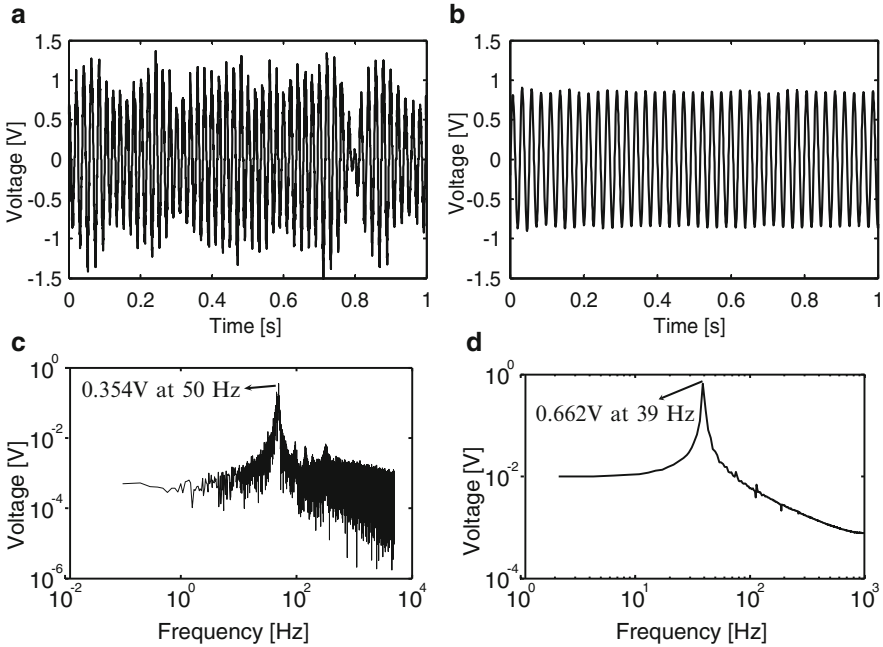 a
1.5
1
0.5
0
-0.5
-1
-1.5
Voltage [V]
0 0.2 0.4 0.6 0.8 1
Time [s]
b
1.5
1
0.5
0
-0.5
-1
-1.5
Voltage [V]
0 0.2 0.4 0.6 0.8 1
Time [s]
c
10^0
10^-2
10^-4
10^-6
Voltage [V]
0.354V at 50 Hz
10^-2 10^0 10^2 10^4
Frequency [Hz]
d
10^0
10^-2
10^-4
Voltage [V]
0.662V at 39 Hz
10^0 10^1 10^2 10^3
Frequency [Hz]